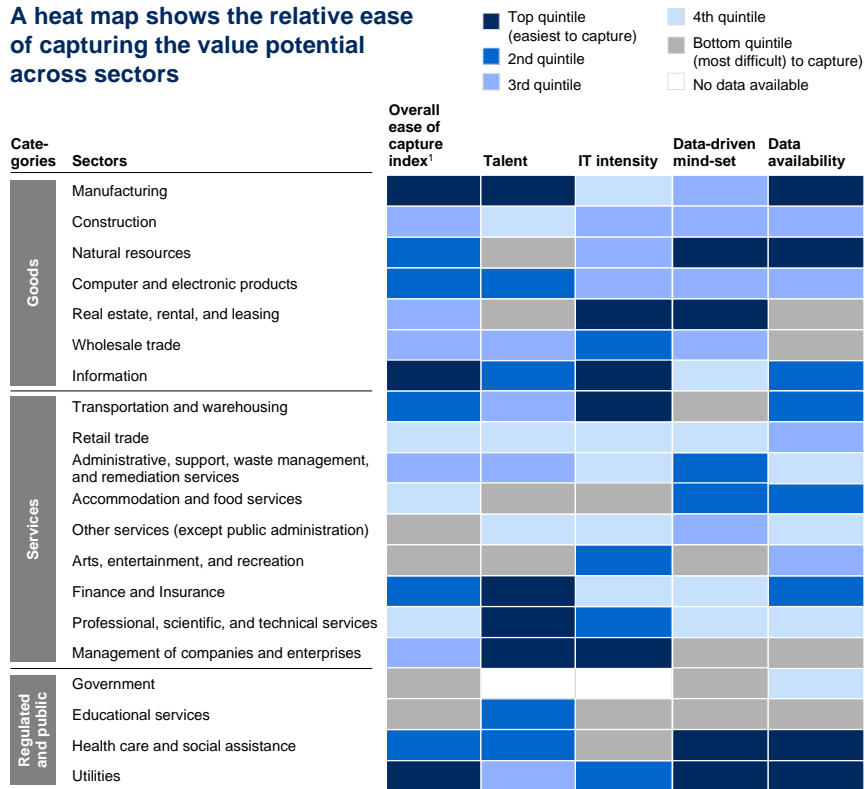 A heat map shows the relative ease
of capturing the value potential
across sectors
Top quintile
(easiest to capture)
2nd quintile
3rd quintile
4th quintile
Bottom quintile
(most difficult) to capture)
No data available
Cate-
gories
Sectors
Overall
ease of
capture
index1
Talent
IT intensity
Data-driven
mind-set
Data
availability
Goods
Manufacturing
Construction
Natural resources
Computer and electronic products
Real estate, rental, and leasing
Wholesale trade
Information
Services
Transportation and warehousing
Retail trade
Administrative, support, waste management,
and remediation services
Accommodation and food services
Other services (except public administration)
Arts, entertainment, and recreation
Finance and Insurance
Professional, scientific, and technical services
Management of companies and enterprises
Regulated
and public
Government
Educational services
Health care and social assistance
Utilities